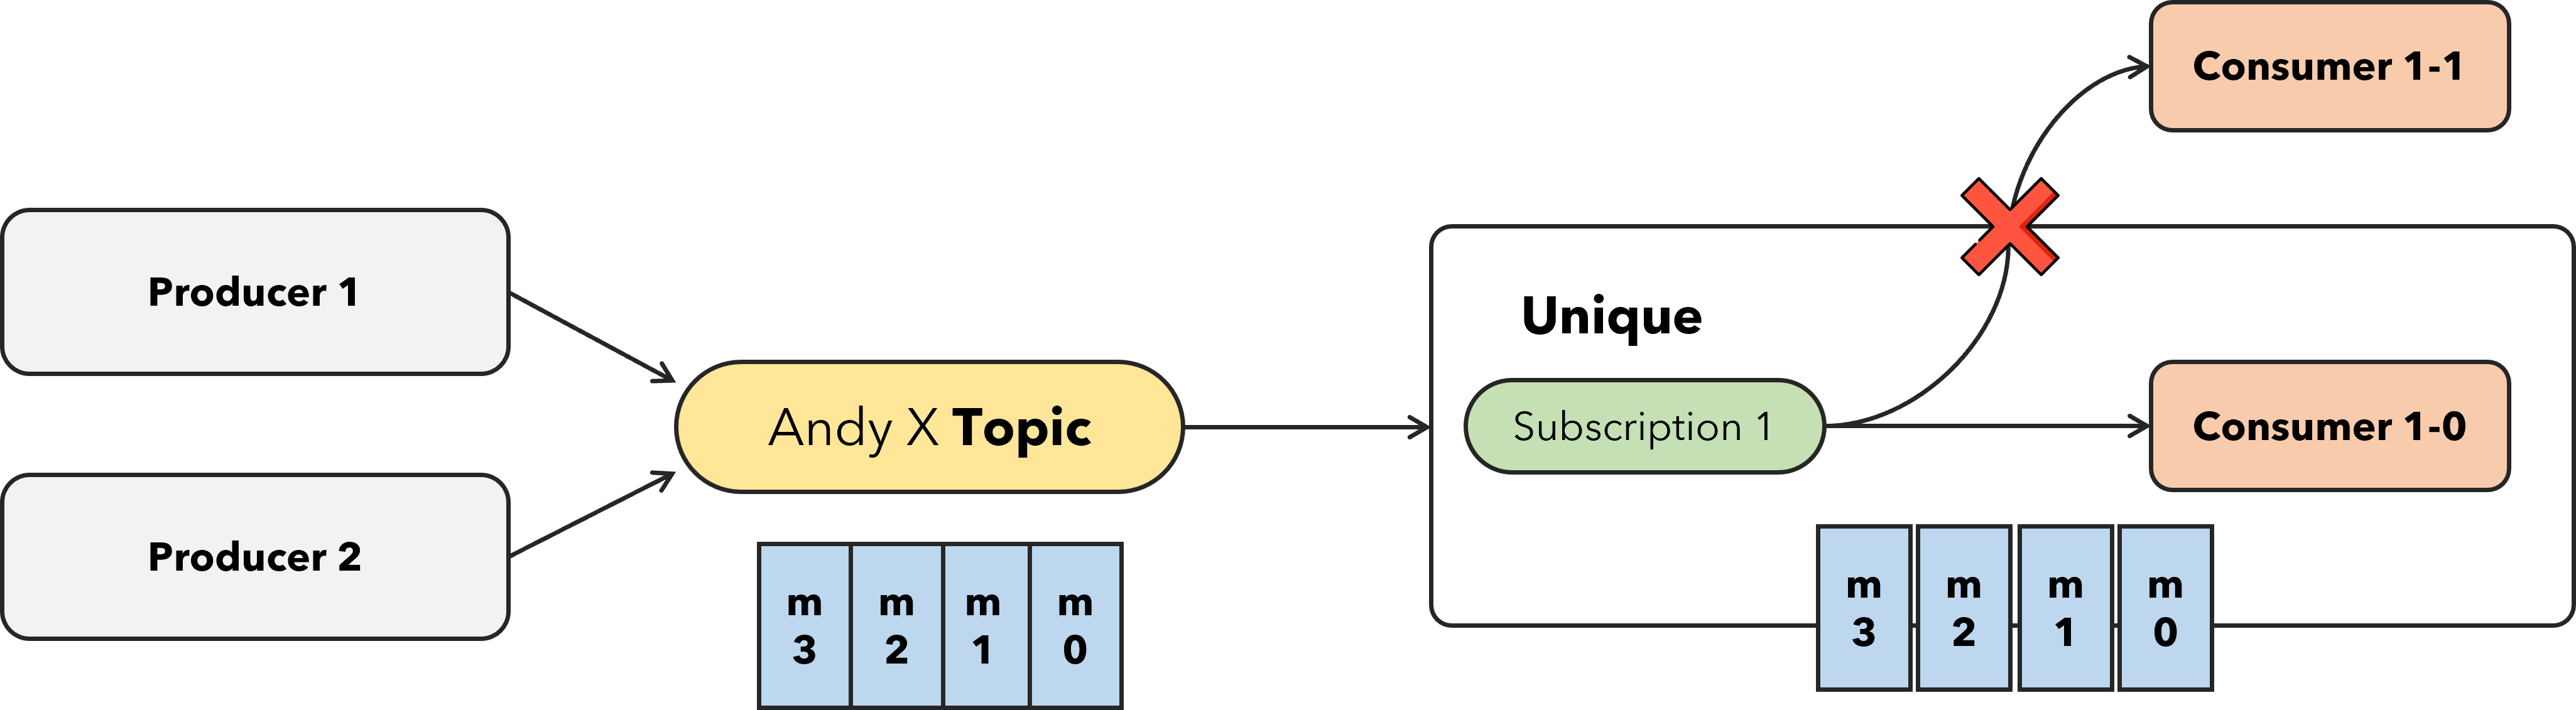 Consumer 1-1
Producer 1
Unique
Andy X Topic
Subscription 1
Consumer 1-0
Producer 2
m
3
m
2
m
1
m
0
m
3
m
2
m
1
m
0